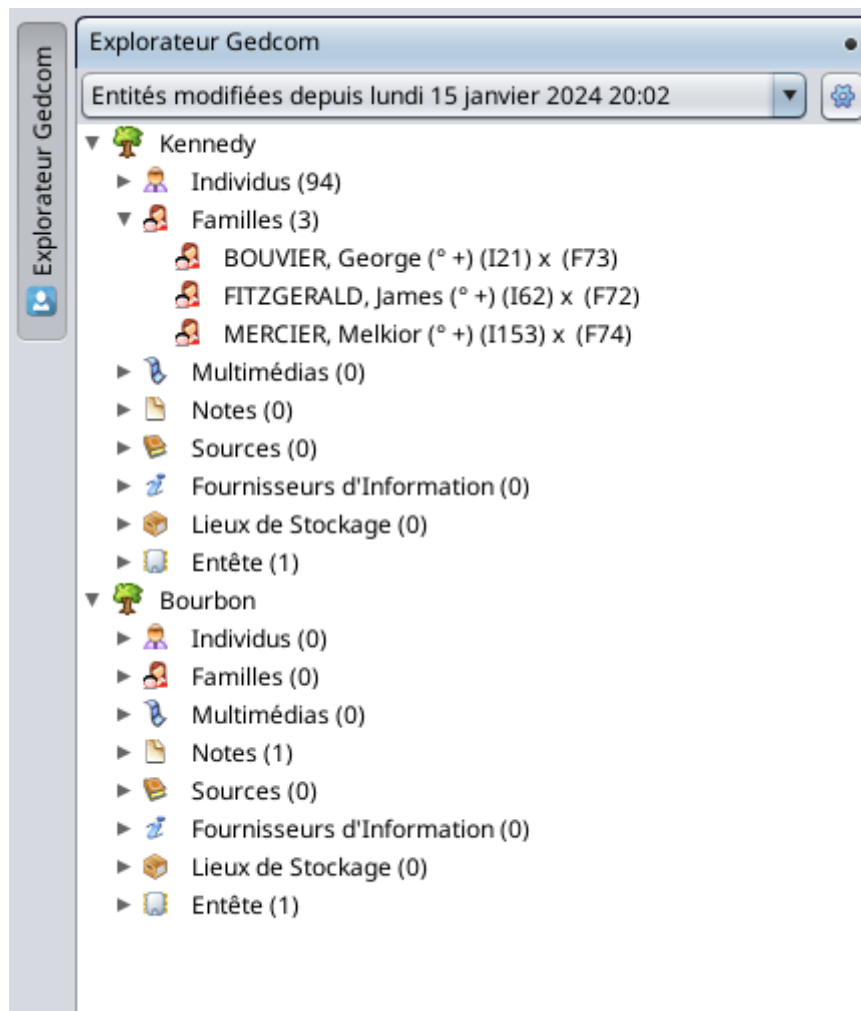 Explorateur Gedcom
Explorateur Gedcom
Entités modifiées depuis lundi 15 janvier 2024 20:02
Kennedy
Individus (94)
Familles (3)
BOUVIER, George (° +) (I21) x (F73)
FITZGERALD, James (° +) (I62) x (F72)
MERCIER, Melkior (° +) (I153) x (F74)
Multimédias (0)
Notes (0)
Sources (0)
Fournisseurs d'Information (0)
Lieux de Stockage (0)
Entête (1)
Bourbon
Individus (0)
Familles (0)
Multimédias (0)
Notes (1)
Sources (0)
Fournisseurs d'Information (0)
Lieux de Stockage (0)
Entête (1)